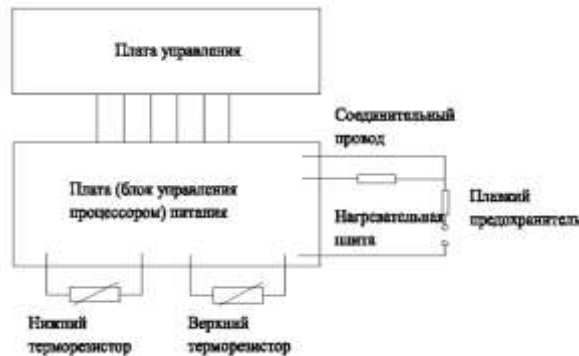 Плата управления
Соединительный
провод
Плата (блок управления
процессором) питания
Нагревательная
плита
Плавкий
предохранитель
Нижний
терморезистор
Верхний
терморезистор